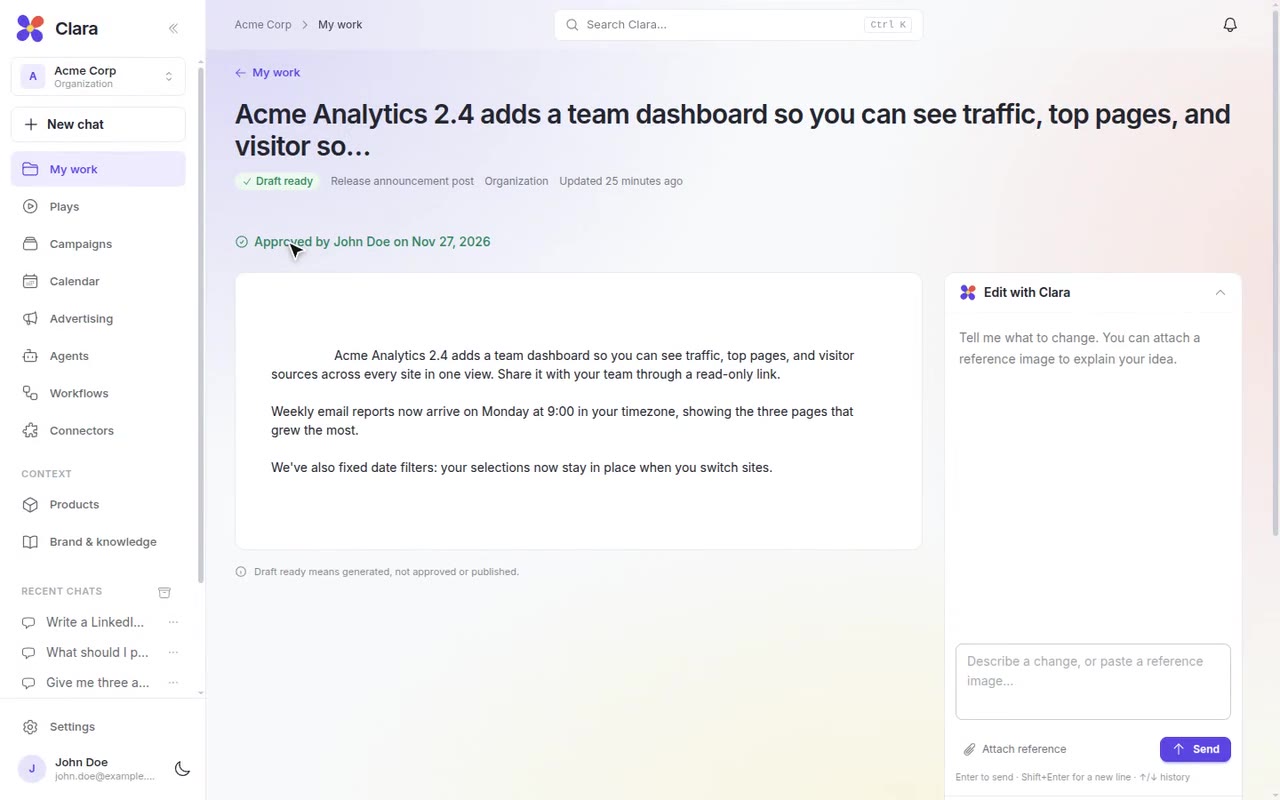 Clara
A
Acme Corp
Organization
New chat
My work
Plays
Campaigns
Calendar
Advertising
Agents
Workflows
Connectors
CONTEXT
Products
Brand & knowledge
RECENT CHATS
Write a LinkedI...
What should I p...
Give me three a...
Settings
J
John Doe
john.doe@example....
Acme Corp > My work
Search Clara...
Ctrl K
← My work
Acme Analytics 2.4 adds a team dashboard so you can see traffic, top pages, and
visitor so...
Draft ready Release announcement post Organization Updated 25 minutes ago
Approved by John Doe on Nov 27, 2026
Acme Analytics 2.4 adds a team dashboard so you can see traffic, top pages, and visitor
sources across every site in one view. Share it with your team through a read-only link.
Weekly email reports now arrive on Monday at 9:00 in your timezone, showing the three pages that
grew the most.
We've also fixed date filters: your selections now stay in place when you switch sites.
Draft ready means generated, not approved or published.
Edit with Clara
Tell me what to change. You can attach a
reference image to explain your idea.
Describe a change, or paste a reference
image...
Attach reference
Send
Enter to send · Shift+Enter for a new line · ↑/↓ history